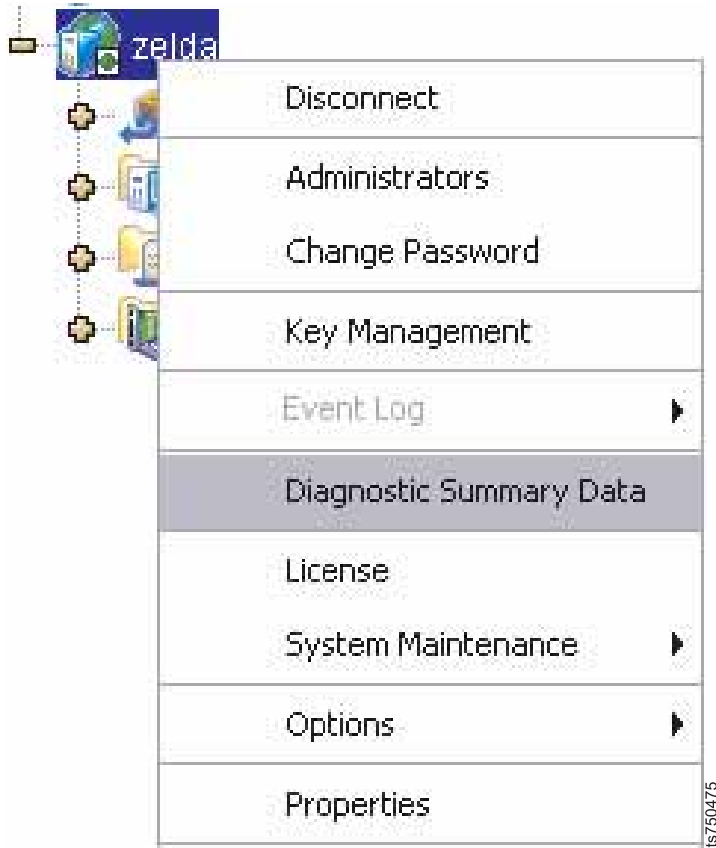 zelda
Disconnect
Administrators
Change Password
Key Management
Event Log
Diagnostic Summary Data
License
System Maintenance
Options
Properties
ts750475